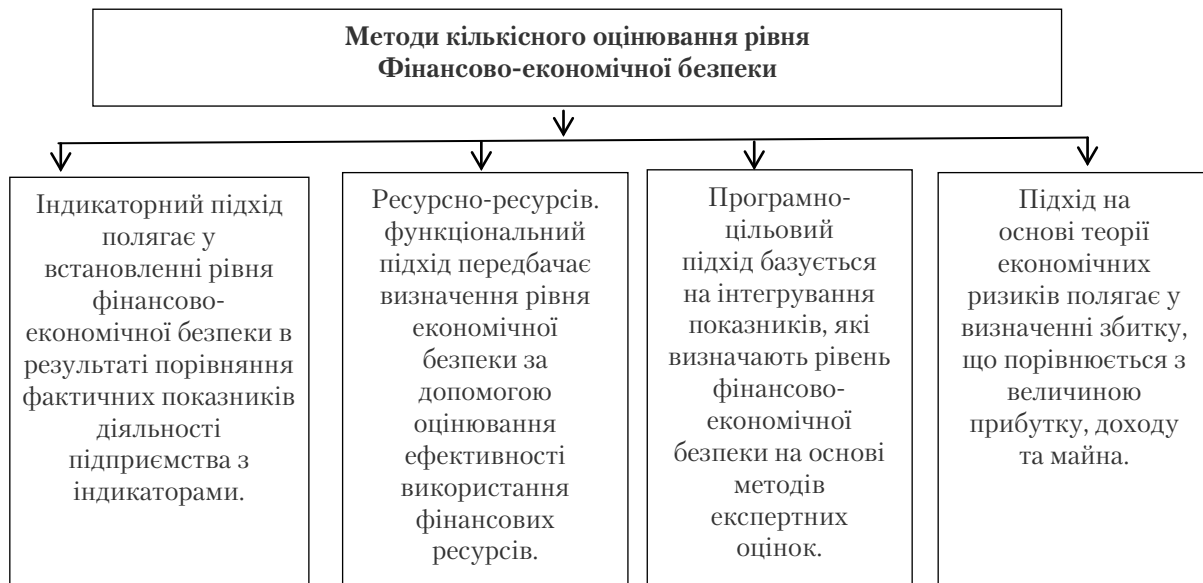 Методи кількісного оцінювання рівня
Фінансово-економічної безпеки
Індикаторний підхід
полягає у
встановленні рівня
фінансово-
економічної безпеки в
результаті порівняння
фактичних показників
діяльності
підприємства з
індикаторами.
Ресурсно-ресурсів.
функціональний
підхід передбачає
визначення рівня
економічної
безпеки за
допомогою
оцінювання
ефективності
використання
фінансових
ресурсів.
Програмно-
цільовий
підхід базується
на інтегрування
показників, які
визначають рівень
фінансово-
економічної
безпеки на основі
методів
експертних
оцінок.
Підхід на
основі теорії
економічних
ризиків полягає у
визначенні збитку,
що порівнюється з
величиною
прибутку, доходу
та майна.